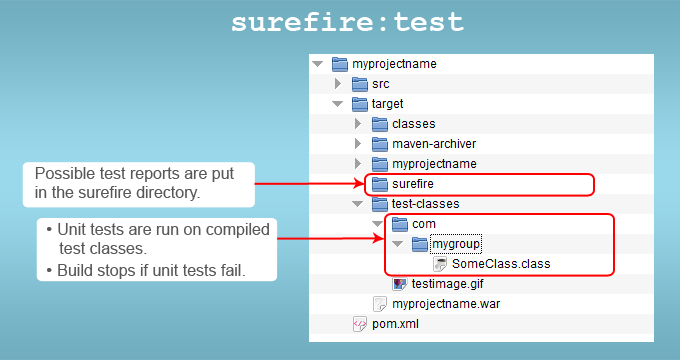 surefire:test
myprojectname
src
target
classes
maven-archiver
myprojectname
surefire
test-classes
com
mygroup
SomeClass.class
testimage.gif
myprojectname.war
pom.xml
Possible test reports are put
in the surefire directory.
• Unit tests are run on compiled
test classes.
• Build stops if unit tests fail.